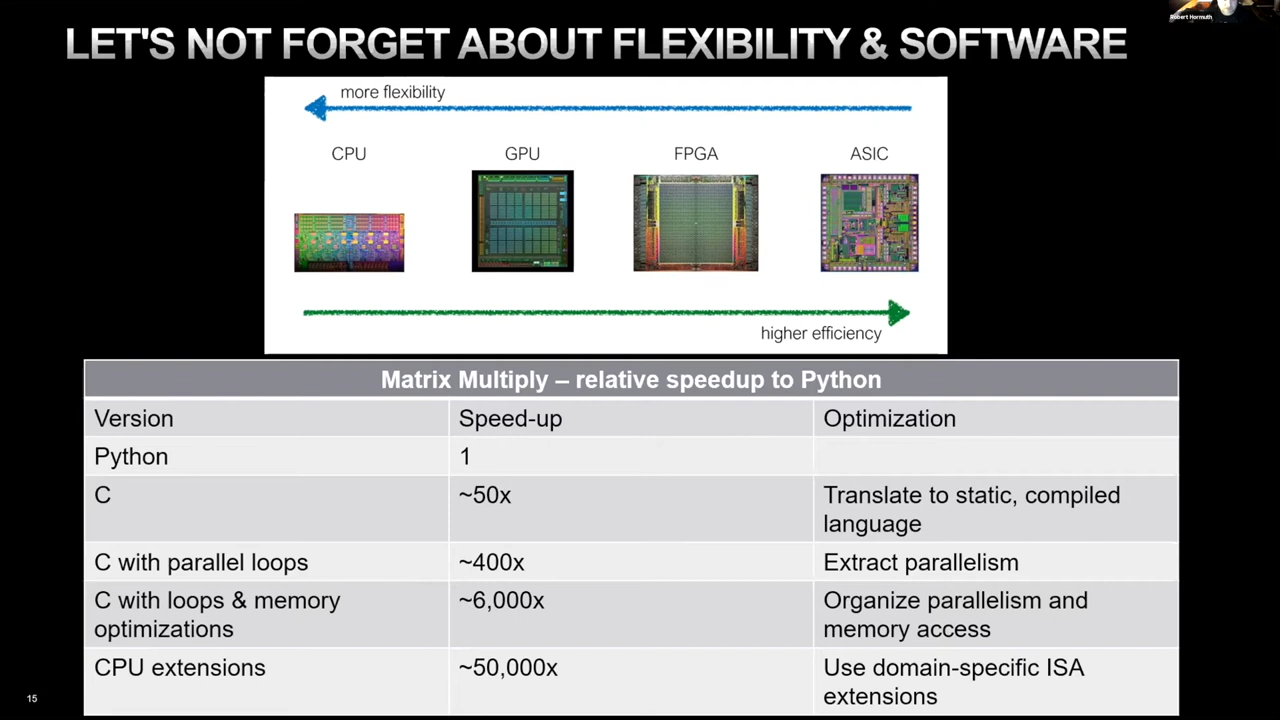 Robert Hormuth
LET'S NOT FORGET ABOUT FLEXIBILITY & SOFTWARE
more flexibility
CPU
GPU
FPGA
ASIC
higher efficiency
Matrix Multiply – relative speedup to Python
Version
Speed-up
Optimization
Python
1
C
~50x
Translate to static, compiled
language
C with parallel loops
~400x
Extract parallelism
C with loops & memory
optimizations
~6,000x
Organize parallelism and
memory access
CPU extensions
~50,000x
Use domain-specific ISA
extensions
15